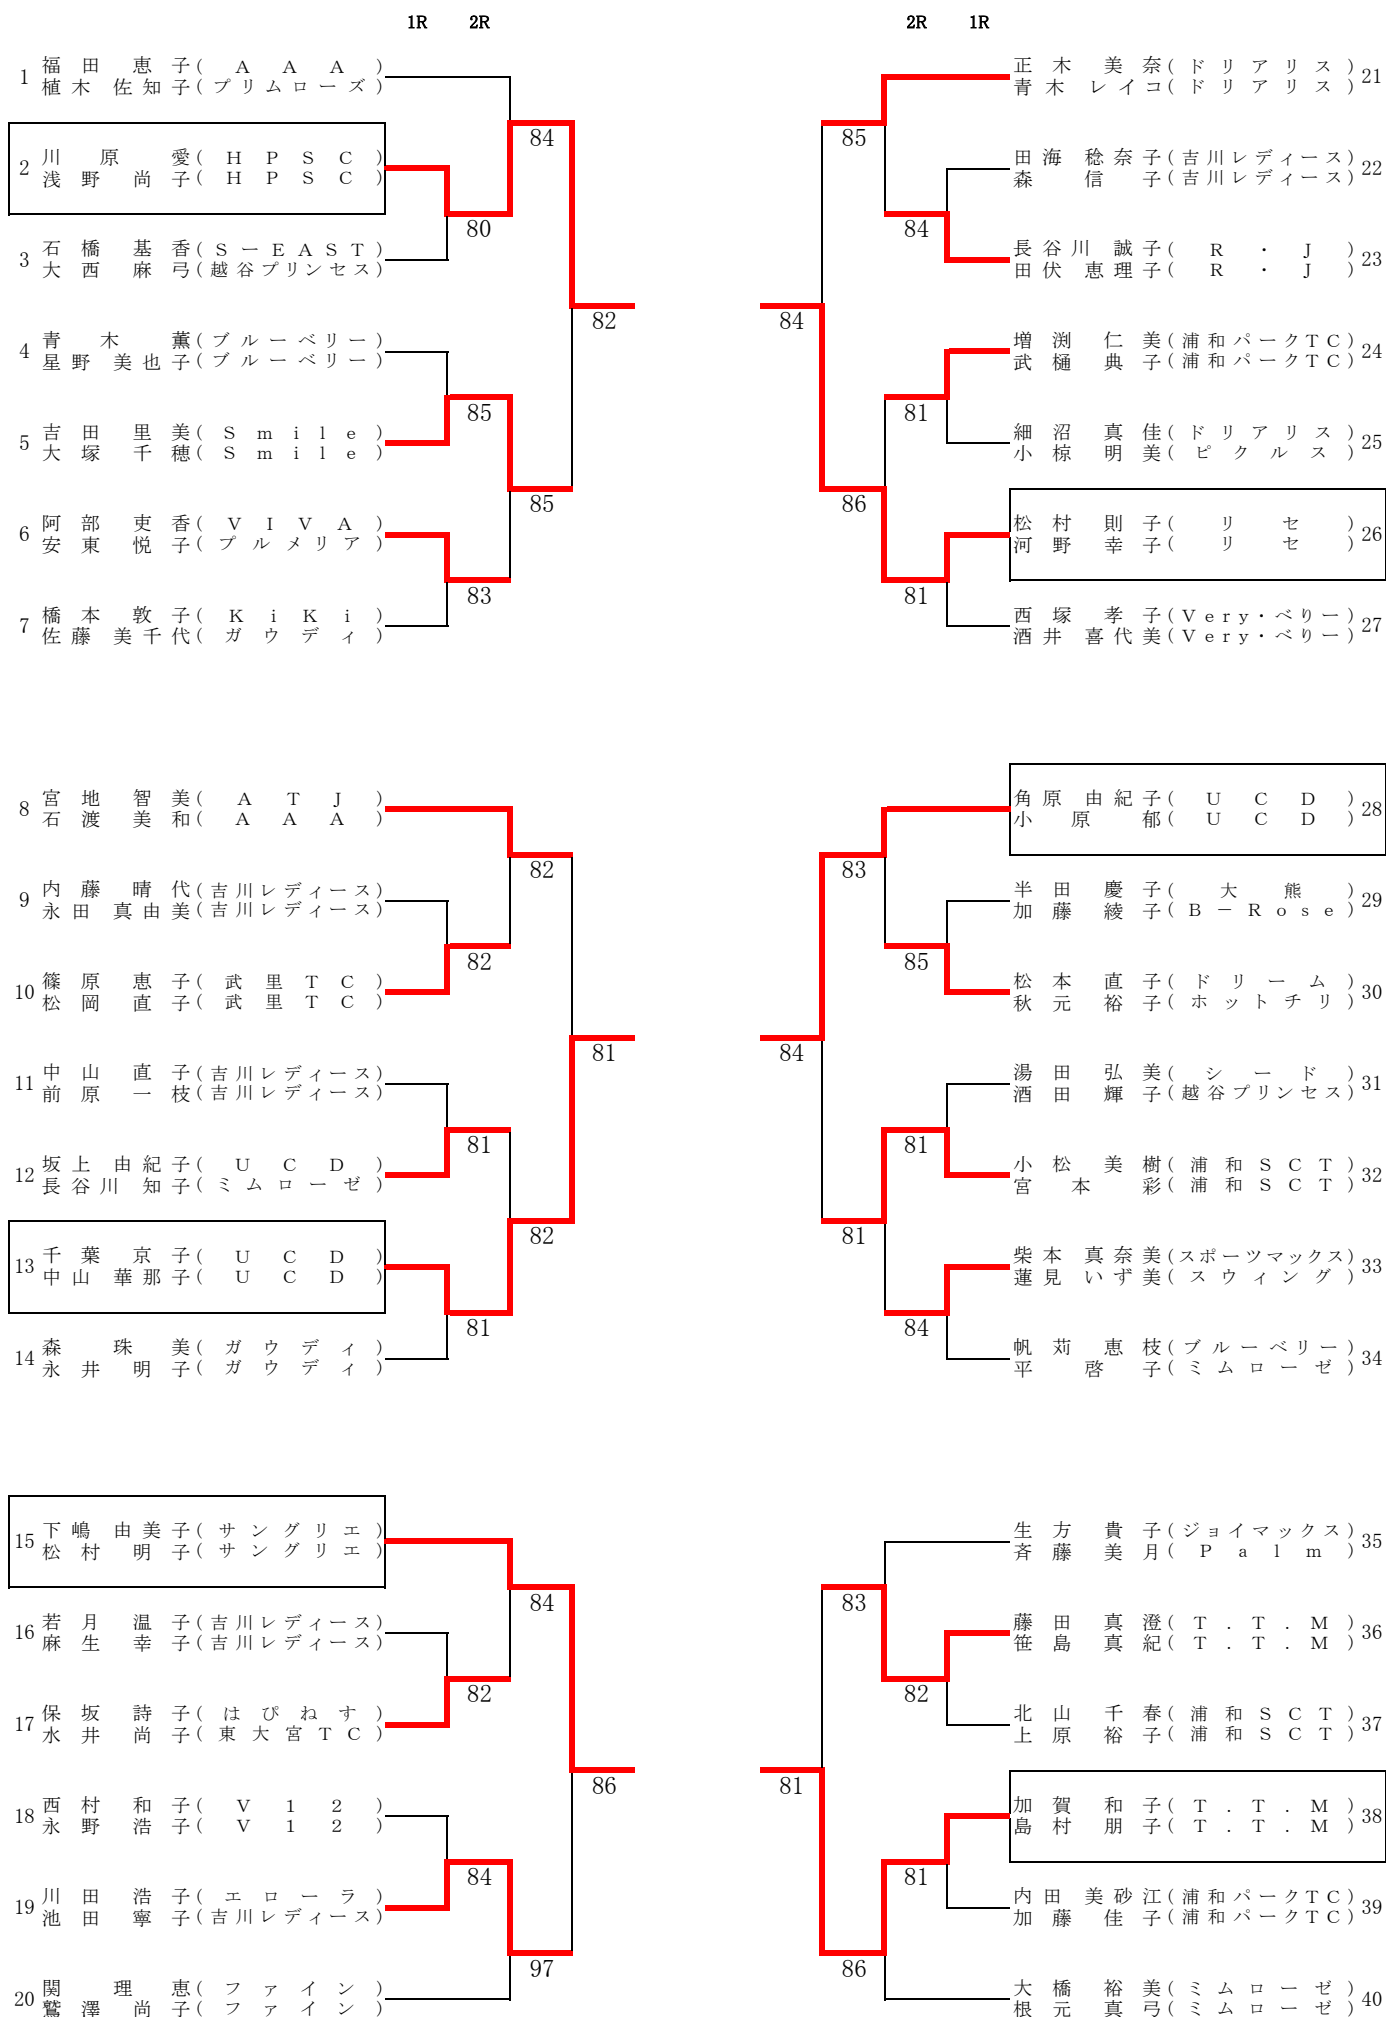 1R 2R
1 福田恵子(AAA)
植木佐知子(プリムローズ)
84
2 川原愛(HPSC)
浅野尚子(HPSC)
80
3 石橋基香(S－EAST)
大西麻弓(越谷プリンセス)
82
4 青木薫(ブルーベリー)
星野美也子(ブルーベリー)
85
5 吉田里美(Smile)
大塚千穂(Smile)
85
6 阿部吏香(VIVA)
安東悦子(プルメリア)
83
7 橋本敦子(KiKi)
佐藤美千代(ガウディ)
8 宮地智美(ATJ)
石渡美和(AAA)
82
9 内藤晴代(吉川レディース)
永田真由美(吉川レディース)
82
10 篠原恵子(武里TC)
松岡直子(武里TC)
81
11 中山直子(吉川レディース)
前原一枝(吉川レディース)
81
12 坂上由紀子(UCD)
長谷川知子(ミムローゼ)
82
13 千葉京子(UCD)
中山華那子(UCD)
81
14 森珠美(ガウディ)
永井明子(ガウディ)
15 下嶋由美子(サングリエ)
松村明子(サングリエ)
84
16 若月温子(吉川レディース)
麻生幸子(吉川レディース)
82
17 保坂詩子(はぴねす)
水井尚子(東大宮TC)
86
18 西村和子(V12)
永野浩子(V12)
84
19 川田浩子(エローラ)
池田寧子(吉川レディース)
97
20 関理恵(ファイン)
鷲澤尚子(ファイン)
2R 1R
正木美奈(ドリアリス) 21
青木レイコ(ドリアリス)
85
田海稔奈子(吉川レディース) 22
森信子(吉川レディース)
84
長谷川誠子(R・J) 23
田伏恵理子(R・J)
84
増渕仁美(浦和パークTC) 24
武樋典子(浦和パークTC)
81
細沼真佳(ドリアリス) 25
小椋明美(ピクルス)
86
松村則子(リセ) 26
河野幸子(リセ)
81
西塚孝子(Very・べりー) 27
酒井喜代美(Very・べりー)
角原由紀子(UCD) 28
小原郁(UCD)
83
半田慶子(大熊) 29
加藤綾子(B－Rose)
85
松本直子(ドリーム) 30
秋元裕子(ホットチリ)
84
湯田弘美(シード) 31
酒田輝子(越谷プリンセス)
81
小松美樹(浦和SCT) 32
宮本彩(浦和SCT)
81
柴本真奈美(スポーツマックス) 33
蓮見いず美(スウィング)
84
帆苅恵枝(ブルーベリー) 34
平啓子(ミムローゼ)
生方貴子(ジョイマックス) 35
斉藤美月(Palm)
83
藤田真澄(T.T.M) 36
笹島真紀(T.T.M)
82
北山千春(浦和SCT) 37
上原裕子(浦和SCT)
81
加賀和子(T.T.M) 38
島村朋子(T.T.M)
81
内田美砂江(浦和パークTC) 39
加藤佳子(浦和パークTC)
86
大橋裕美(ミムローゼ) 40
根元真弓(ミムローゼ)